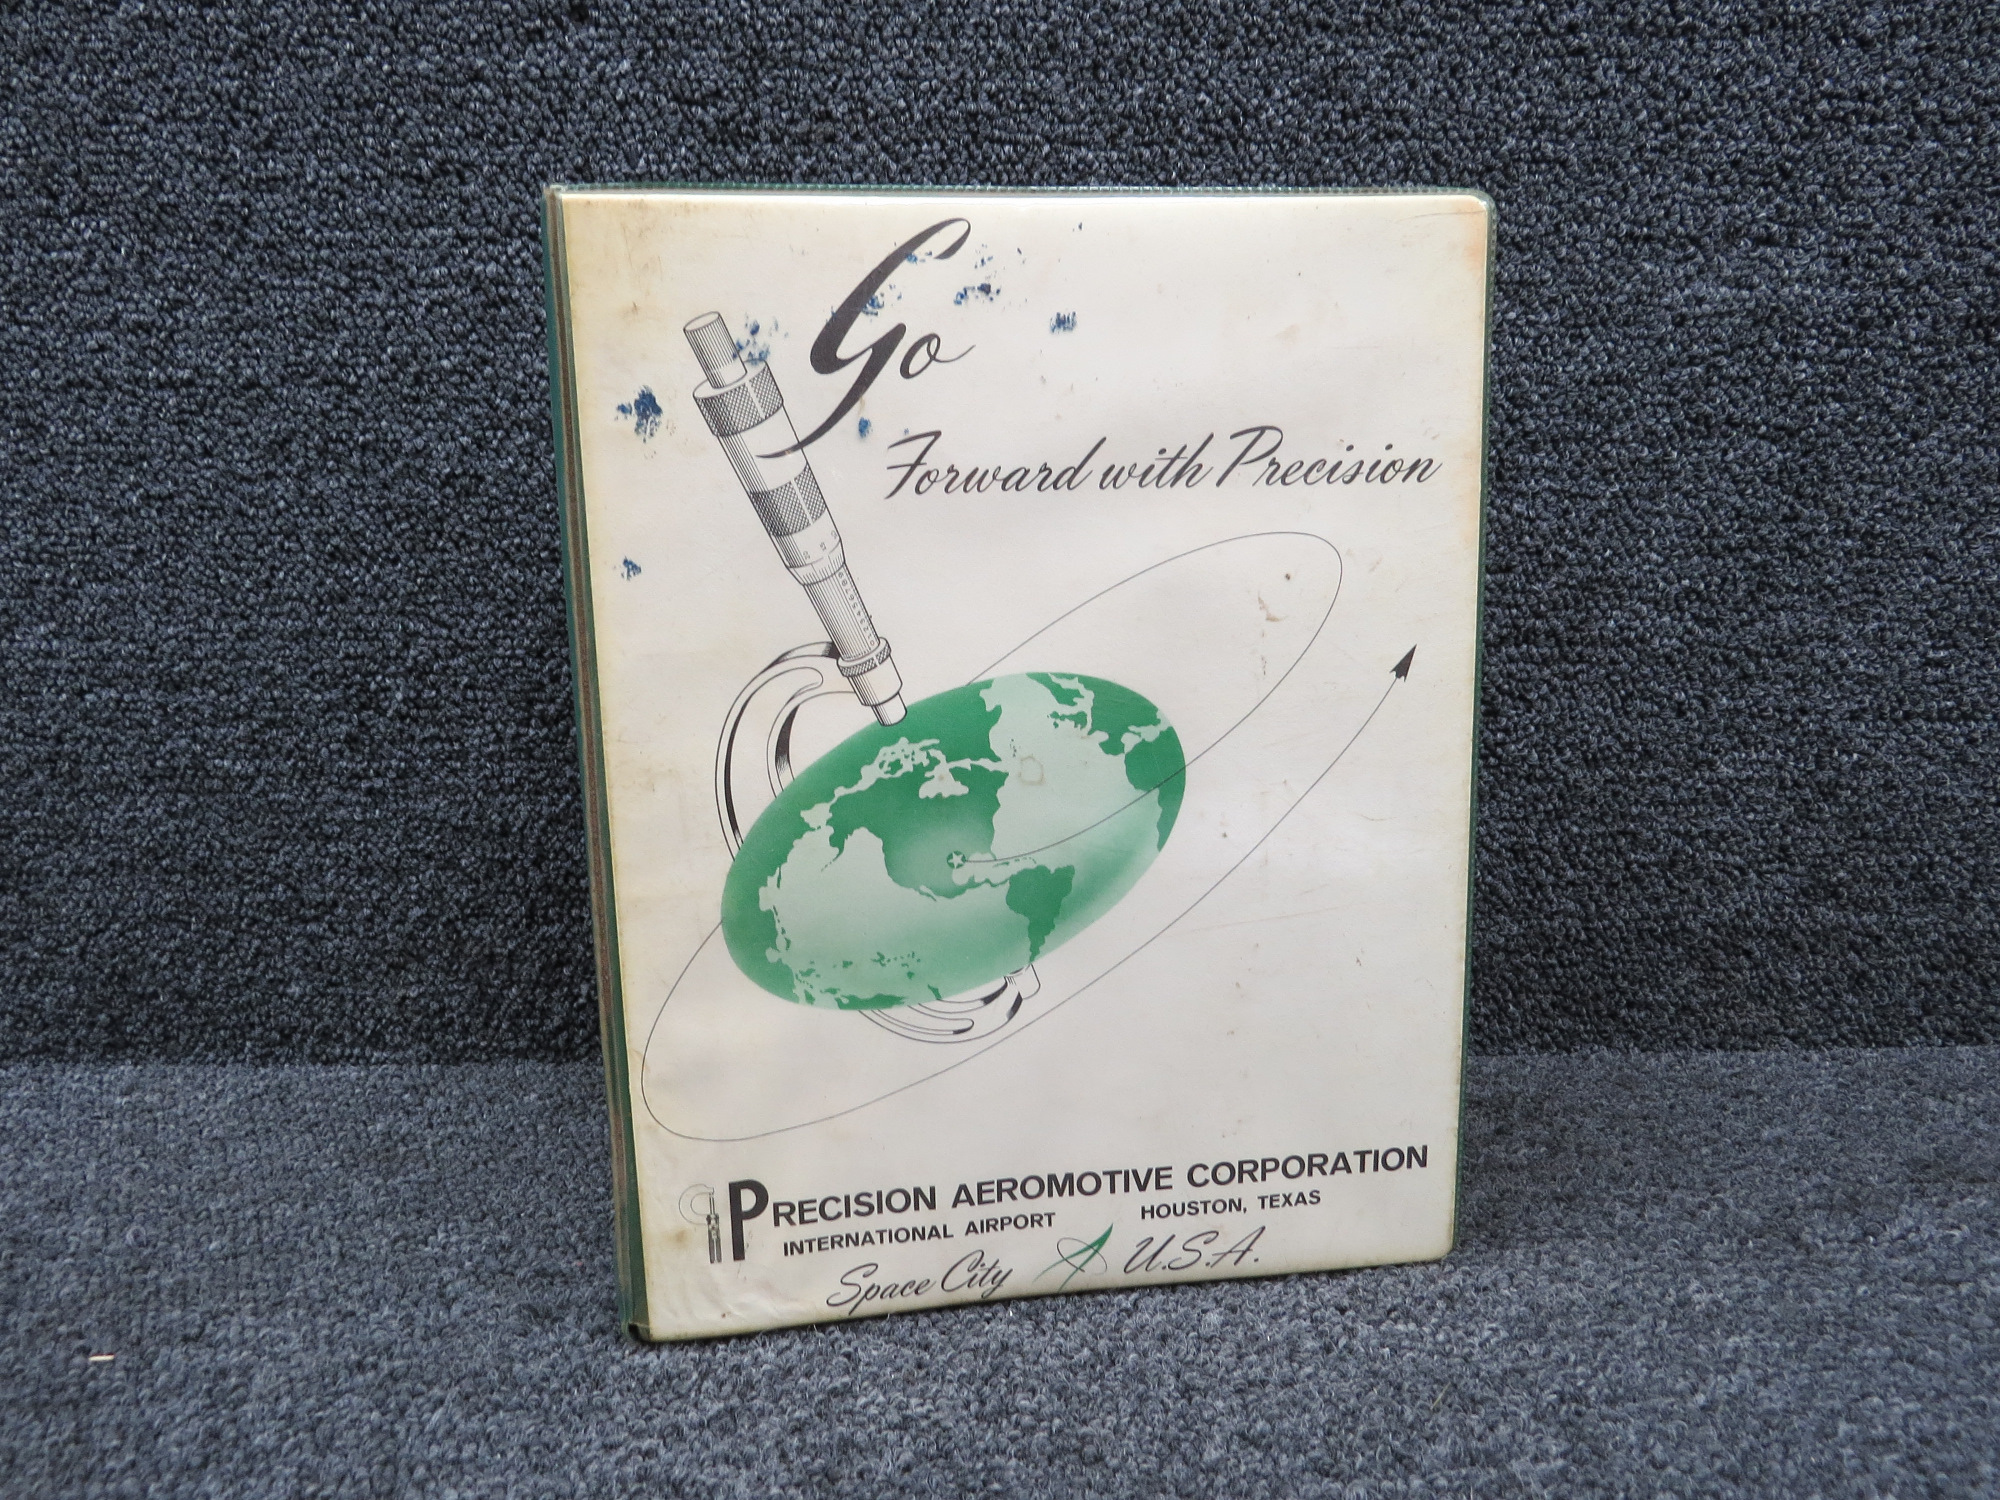 Go
Forward with Precision
PRECISION AEROMOTIVE CORPORATION
INTERNATIONAL AIRPORT HOUSTON, TEXAS
Space City U.S.A.